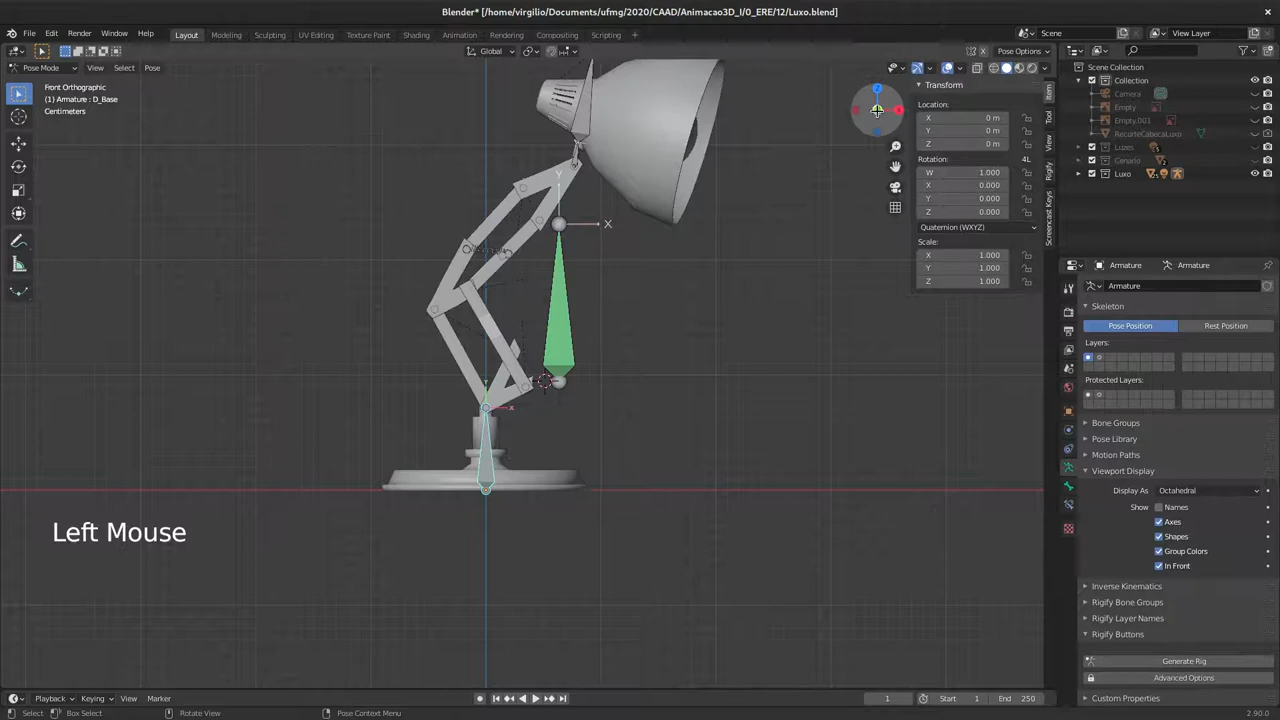 Blender* [/home/virgilio/Documents/ufmg/2020/CAAD/Animacao3D_I/0_ERE/12/Luxo.blend]
File Edit Render Window Help
Layout Modeling Sculpting UV Editing Texture Paint Shading Animation Rendering Compositing Scripting +
Scene
View Layer
Global
Pose Options
Pose Mode View Select Pose
Front Orthographic
(1) Armature : D_Base
Centimeters
Z
Y
X
X
Transform
Location:
X 0 m
Y 0 m
Z 0 m
Rotation: 4L
W 1.000
X 0.000
Y 0.000
Z 0.000
Quaternion (WXYZ)
Scale:
X 1.000
Y 1.000
Z 1.000
Item
Tool
View
Rigify
Screencast Keys
Scene Collection
Collection
Camera
Empty
Empty.001
RecorteCabecaLuxo
Luzes
Cenario
Luxo
Armature Armature
Armature
Skeleton
Pose Position Rest Position
Layers:
Protected Layers:
Bone Groups
Pose Library
Motion Paths
Viewport Display
Display As Octahedral
Show Names
Axes
Shapes
Group Colors
In Front
Inverse Kinematics
Rigify Bone Groups
Rigify Layer Names
Rigify Buttons
Generate Rig
Advanced Options
Custom Properties
Left Mouse
Playback Keying View Marker
1 Start 1 End 250
Select Box Select Rotate View Pose Context Menu 2.90.0